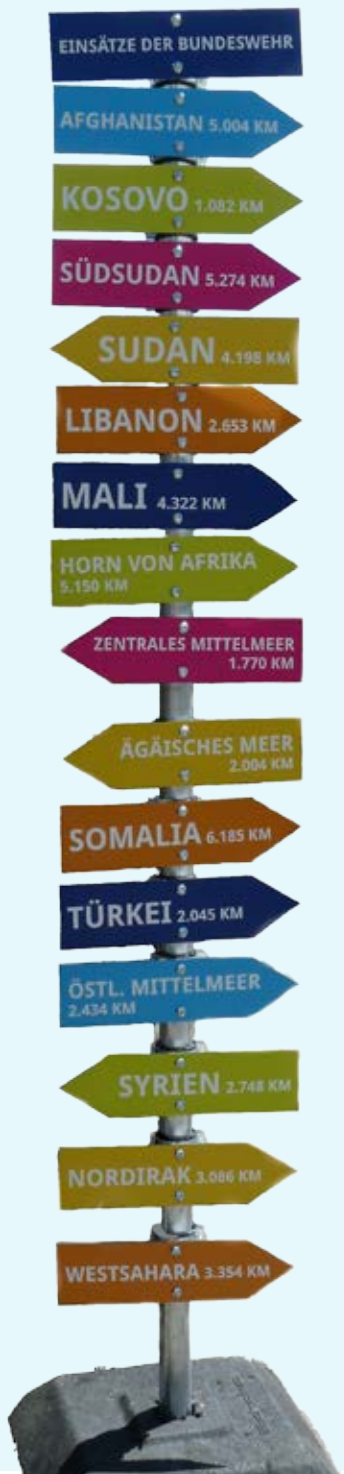 EINSÄTZE DER BUNDESWEHR
AFGHANISTAN 5.004 KM
KOSOVO 1.082 KM
SÜDSUDAN 5.274 KM
SUDAN 4.198 KM
LIBANON 2.653 KM
MALI 4.322 KM
HORN VON AFRIKA
5.150 KM
ZENTRALES MITTELMEER
1.770 KM
ÄGÄISCHES MEER
2.004 KM
SOMALIA 6.185 KM
TÜRKEI 2.045 KM
ÖSTL. MITTELMEER
2.434 KM
SYRIEN 2.748 KM
NORDIRAK 3.086 KM
WESTSAHARA 3.354 KM